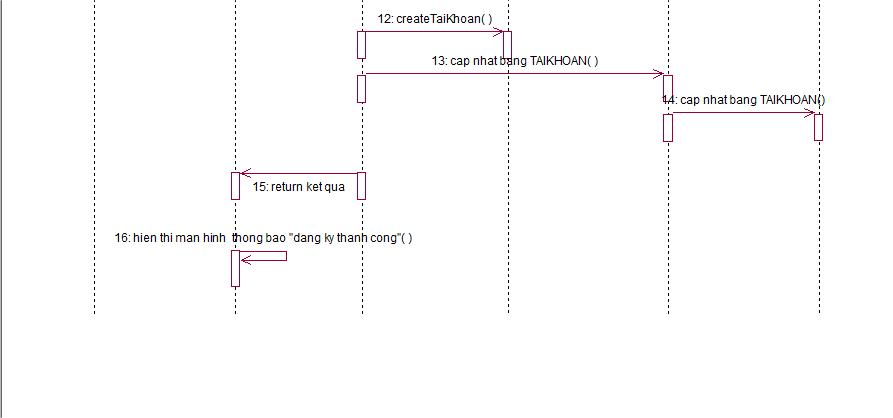 12: createTaiKhoan( )
13: cap nhat bang TAIKHOAN( )
14: cap nhat bang TAIKHOAN()
15: return ket qua
16: hien thi man hinh  thong bao "dang ky thanh cong"( )